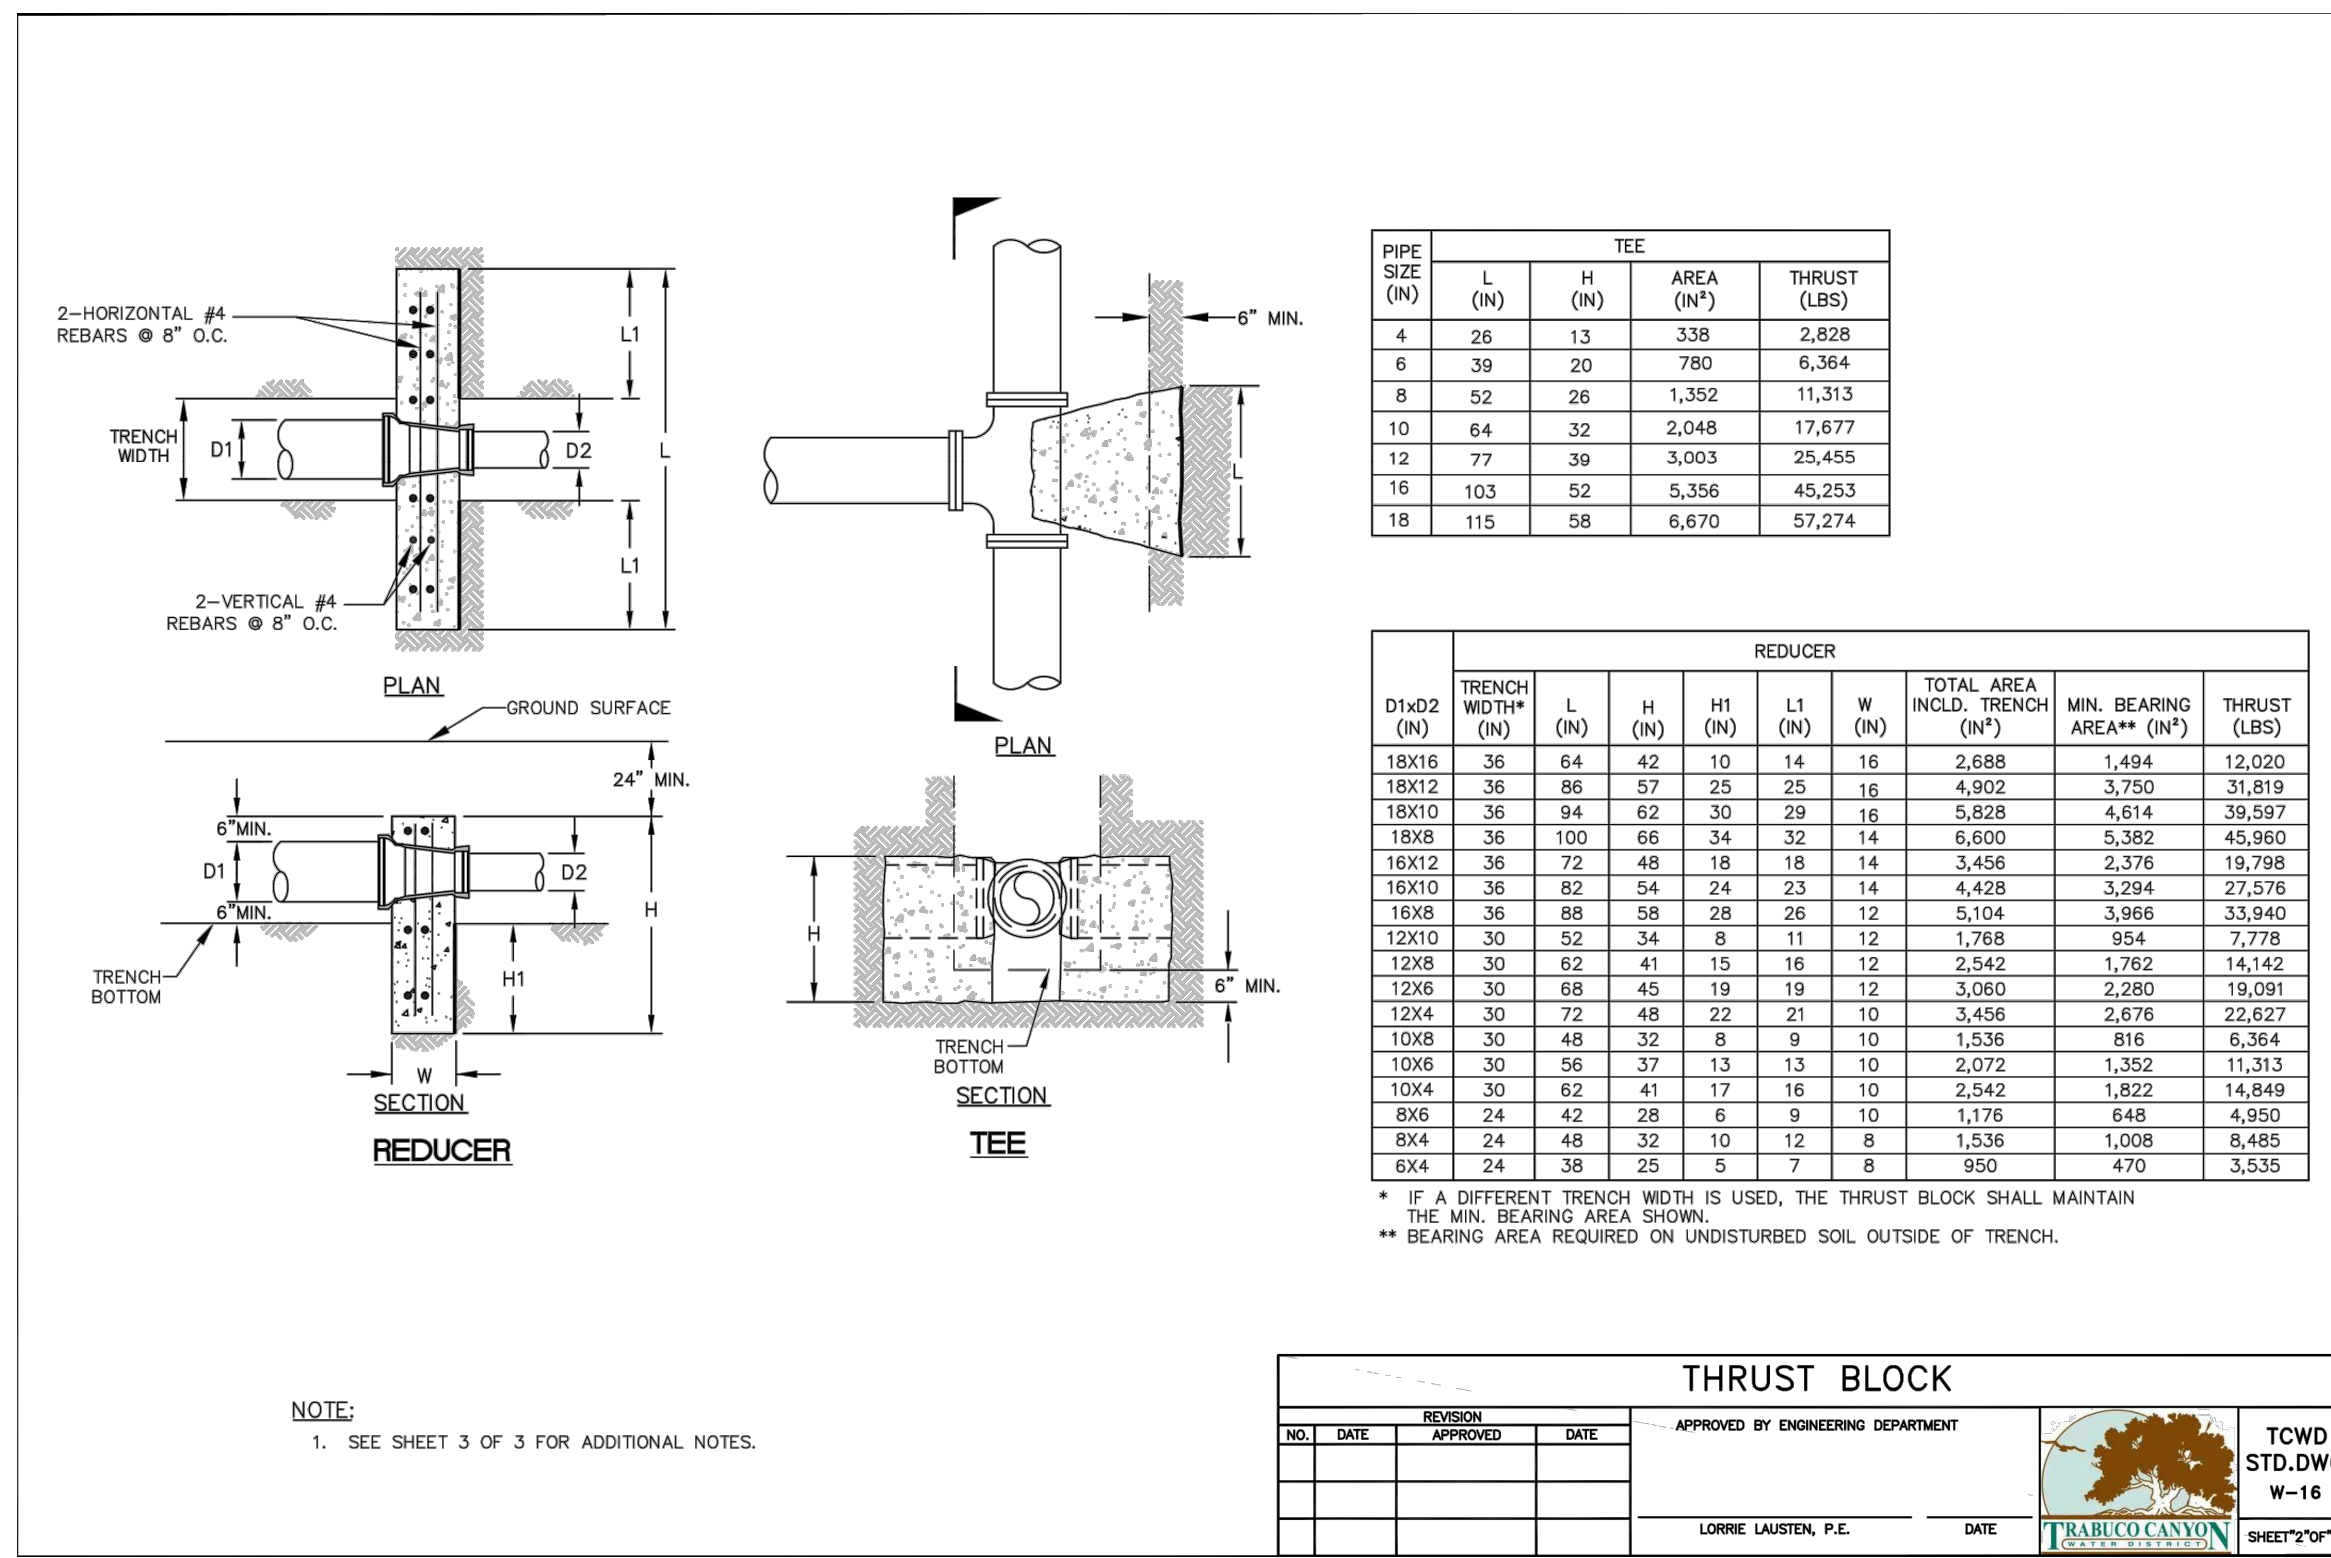 2-HORIZONTAL #4
REBARS @ 8" O.C.
TRENCH
WIDTH
D1
D2
L1
L
L1
2-VERTICAL #4
REBARS @ 8" O.C.
PLAN
GROUND SURFACE
24" MIN.
6"MIN.
D1
D2
6"MIN.
H
H1
TRENCH
BOTTOM
W
SECTION
REDUCER
6" MIN.
L
PLAN
H
6" MIN.
TRENCH
BOTTOM
SECTION
TEE
PIPE SIZE (IN) TEE
L (IN) H (IN) AREA (IN²) THRUST (LBS)
4 26 13 338 2,828
6 39 20 780 6,364
8 52 26 1,352 11,313
10 64 32 2,048 17,677
12 77 39 3,003 25,455
16 103 52 5,356 45,253
18 115 58 6,670 57,274
REDUCER
D1xD2 (IN) TRENCH WIDTH* (IN) L (IN) H (IN) H1 (IN) L1 (IN) W (IN) TOTAL AREA INCLD. TRENCH (IN²) MIN. BEARING AREA** (IN²) THRUST (LBS)
18X16 36 64 42 10 14 16 2,688 1,494 12,020
18X12 36 86 57 25 25 16 4,902 3,750 31,819
18X10 36 94 62 30 29 16 5,828 4,614 39,597
18X8 36 100 66 34 32 14 6,600 5,382 45,960
16X12 36 72 48 18 18 14 3,456 2,376 19,798
16X10 36 82 54 24 23 14 4,428 3,294 27,576
16X8 36 88 58 28 26 12 5,104 3,966 33,940
12X10 30 52 34 8 11 12 1,768 954 7,778
12X8 30 62 41 15 16 12 2,542 1,762 14,142
12X6 30 68 45 19 19 12 3,060 2,280 19,091
12X4 30 72 48 22 21 10 3,456 2,676 22,627
10X8 30 48 32 8 9 10 1,536 816 6,364
10X6 30 56 37 13 13 10 2,072 1,352 11,313
10X4 30 62 41 17 16 10 2,542 1,822 14,849
8X6 24 42 28 6 9 10 1,176 648 4,950
8X4 24 48 32 10 12 8 1,536 1,008 8,485
6X4 24 38 25 5 7 8 950 470 3,535
* IF A DIFFERENT TRENCH WIDTH IS USED, THE THRUST BLOCK SHALL MAINTAIN
THE MIN. BEARING AREA SHOWN.
** BEARING AREA REQUIRED ON UNDISTURBED SOIL OUTSIDE OF TRENCH.
NOTE:
1. SEE SHEET 3 OF 3 FOR ADDITIONAL NOTES.
THRUST BLOCK
REVISION
NO. DATE APPROVED DATE
APPROVED BY ENGINEERING DEPARTMENT
LORRIE LAUSTEN, P.E. DATE
TRABUCO CANYON
WATER DISTRICT
TCWD
STD.DW
W-16
SHEET"2"OF"